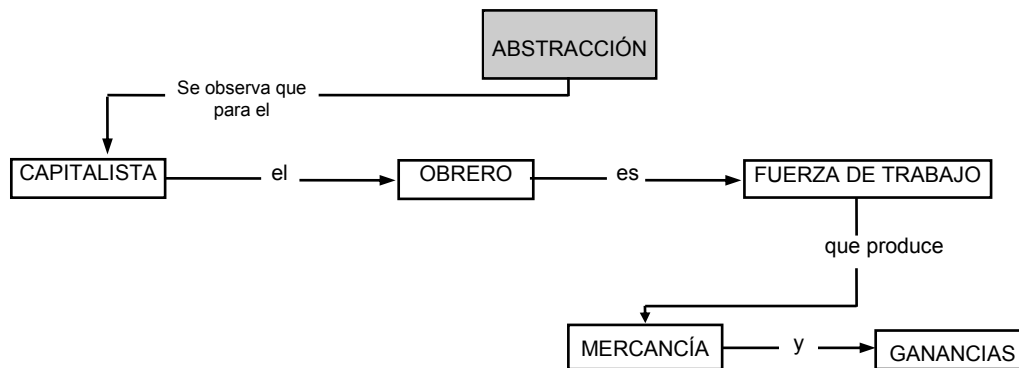 ABSTRACCIÓN
Se observa que
para el
CAPITALISTA
el
OBRERO
es
FUERZA DE TRABAJO
que produce
MERCANCÍA
y
GANANCIAS